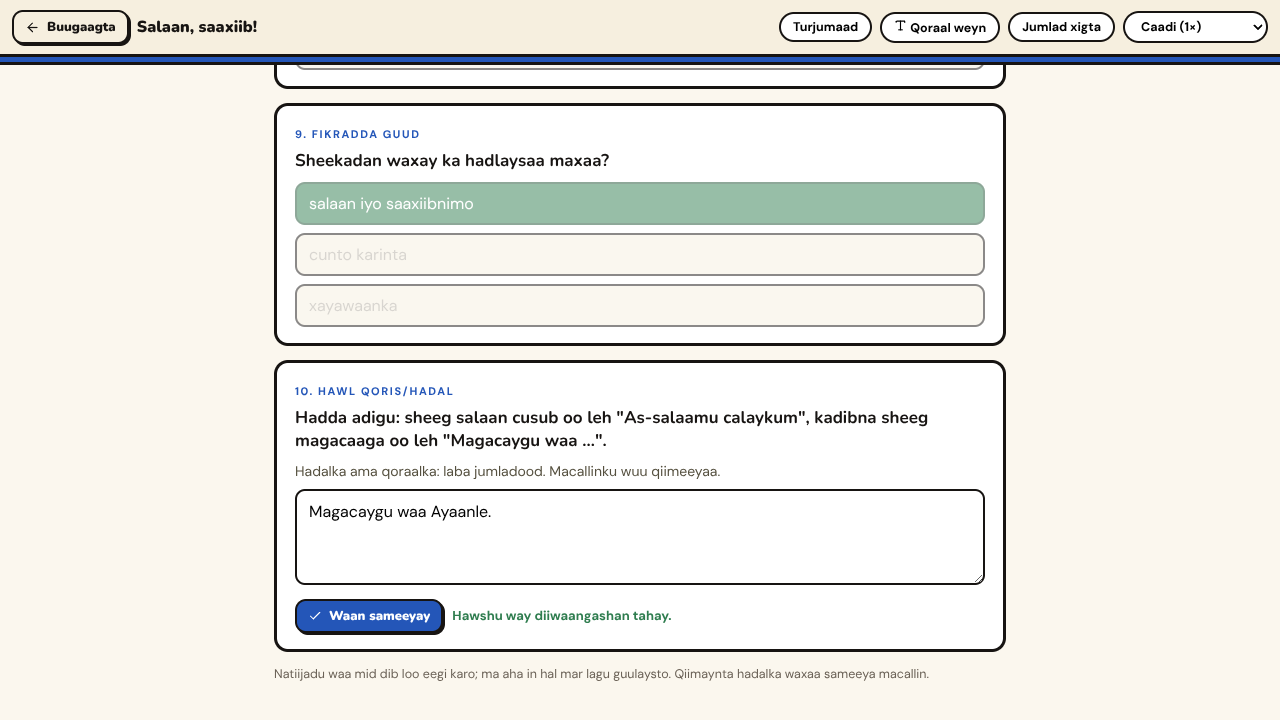 Buugaagta
Salaan, saaxiib!
Turjumaad
Qoraal weyn
Jumlad xigta
Caadi (1×)
9. FIKRADDA GUUD
Sheekadan waxay ka hadlaysaa maxaa?
salaan iyo saaxiibnimo
cunto karinta
xayawaanka
10. HAWL QORIS/HADAL
Hadda adigu: sheeg salaan cusub oo leh "As-salaamu calaykum", kadibna sheeg
magacaaga oo leh "Magacaygu waa ...".
Hadalka ama qoraalka: laba jumladood. Macallinku wuu qiimeeyaa.
Magacaygu waa Ayaanle.
Waan sameeyay
Hawshu way diiwaangashan tahay.
Natiijadu waa mid dib loo eegi karo; ma aha in hal mar lagu guulaysto. Qiimaynta hadalka waxaa sameeya macallin.